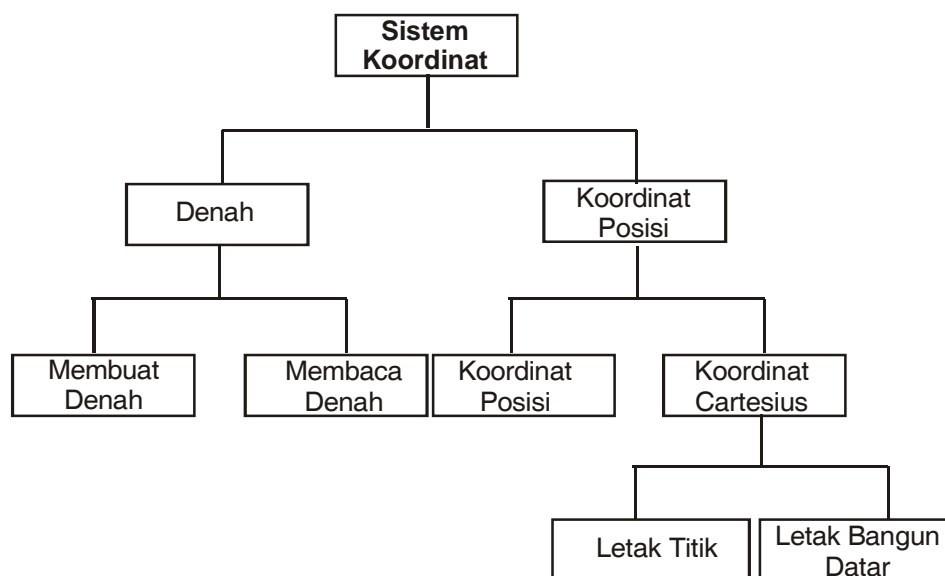 Sistem
Koordinat
Denah
Koordinat
Posisi
Membuat
Denah
Membaca
Denah
Koordinat
Posisi
Koordinat
Cartesius
Letak Titik
Letak Bangun
Datar